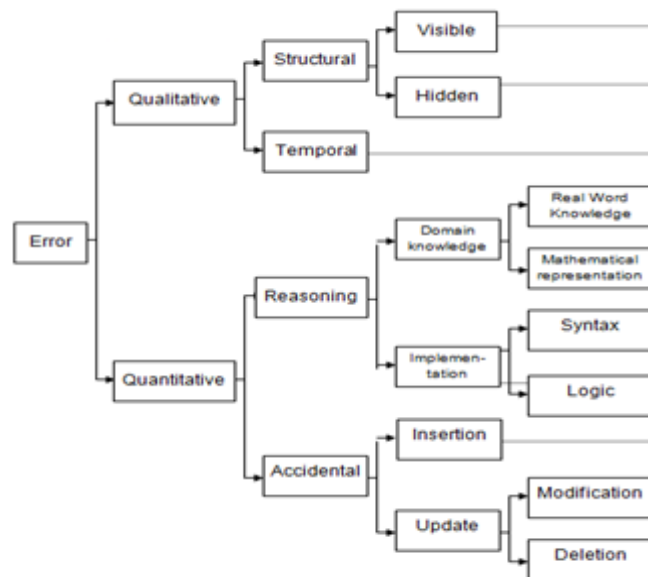 Visible
Structural
Qualitative
Hidden
Temporal
Error
Real Word
Knowledge
Domain
knowledge
Mathematical
representation
Reasoning
Syntax
Quantitative
Implemen-
tation
Logic
Insertion
Accidental
Modification
Update
Deletion